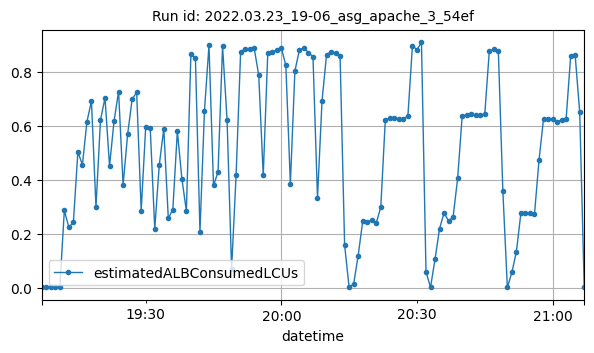 Run id: 2022.03.23_19-06_asg_apache_3_54ef
0.8
0.6
0.4
0.2
0.0
estimatedALBConsumedLCUs
19:30 20:00 20:30 21:00
datetime